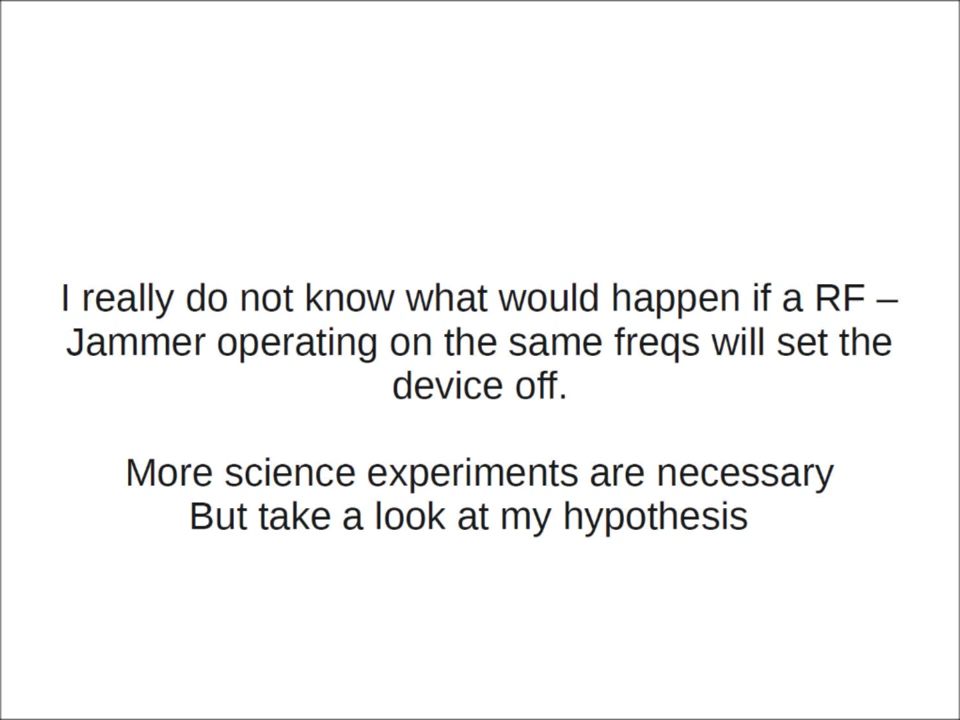 I really do not know what would happen if a RF –
Jammer operating on the same freqs will set the
device off.
More science experiments are necessary
But take a look at my hypothesis